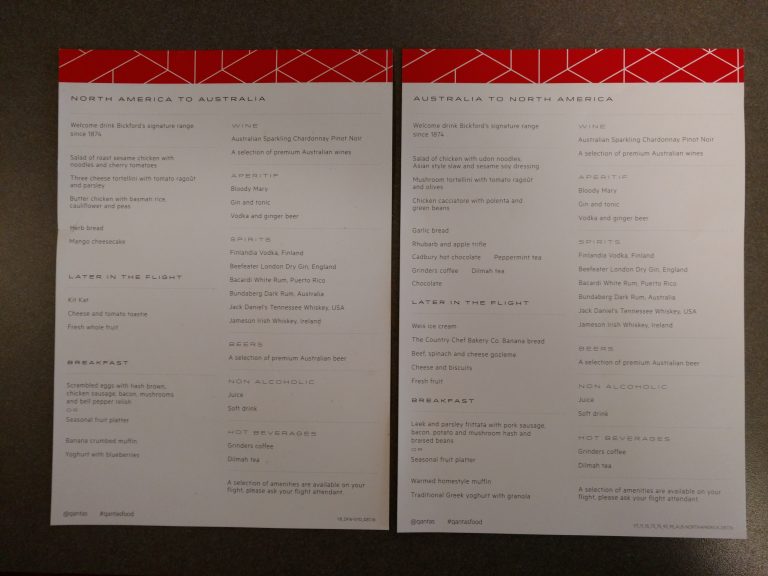 NORTH AMERICA TO AUSTRALIA
Welcome drink Bickford's signature range
since 1874
Salad of roast sesame chicken with
noodles and cherry tomatoes
Three cheese tortellini with tomato ragoût
and parsley
Butter chicken with basmati rice,
cauliflower and peas
Herb bread
Mango cheesecake
LATER IN THE FLIGHT
Kit Kat
Cheese and tomato toastie
Fresh whole fruit
BREAKFAST
Scrambled eggs with hash brown,
chicken sausage, bacon, mushrooms
and bell pepper relish
OR
Seasonal fruit platter
Banana crumbed muffin
Yoghurt with blueberries
@qantas #qantasfood
WINE
Australian Sparkling Chardonnay Pinot Noir
A selection of premium Australian wines
APERITIF
Bloody Mary
Gin and tonic
Vodka and ginger beer
SPIRITS
Finlandia Vodka, Finland
Beefeater London Dry Gin, England
Bacardi White Rum, Puerto Rico
Bundaberg Dark Rum, Australia
Jack Daniel's Tennessee Whiskey, USA
Jameson Irish Whiskey, Ireland
BEERS
A selection of premium Australian beer
NON ALCOHOLIC
Juice
Soft drink
HOT BEVERAGES
Grinders coffee
Dilmah tea
A selection of amenities are available on your
flight, please ask your flight attendant.
AUSTRALIA TO NORTH AMERICA
Welcome drink Bickford's signature range
since 1874
Salad of chicken with udon noodles,
Asian style slaw and sesame soy dressing
Mushroom tortellini with tomato ragoût
and olives
Chicken cacciatore with polenta and
green beans
Garlic bread
Rhubarb and apple trifle
Cadbury hot chocolate Peppermint tea
Grinders coffee Dilmah tea
Chocolate
LATER IN THE FLIGHT
Weis ice cream
The Country Chef Bakery Co. Banana bread
Beef, spinach and cheese gozleme
Cheese and biscuits
Fresh fruit
BREAKFAST
Leek and parsley frittata with pork sausage,
bacon, potato and mushroom hash and
braised beans
OR
Seasonal fruit platter
Warmed homestyle muffin
Traditional Greek yoghurt with granola
@qantas #qantasfood
WINE
Australian Sparkling Chardonnay Pinot Noir
A selection of premium Australian wines
APERITIF
Bloody Mary
Gin and tonic
Vodka and ginger beer
SPIRITS
Finlandia Vodka, Finland
Beefeater London Dry Gin, England
Bacardi White Rum, Puerto Rico
Bundaberg Dark Rum, Australia
Jack Daniel's Tennessee Whiskey, USA
Jameson Irish Whiskey, Ireland
BEERS
A selection of premium Australian beer
NON ALCOHOLIC
Juice
Soft drink
HOT BEVERAGES
Grinders coffee
Dilmah tea
A selection of amenities are available on your
flight, please ask your flight attendant.